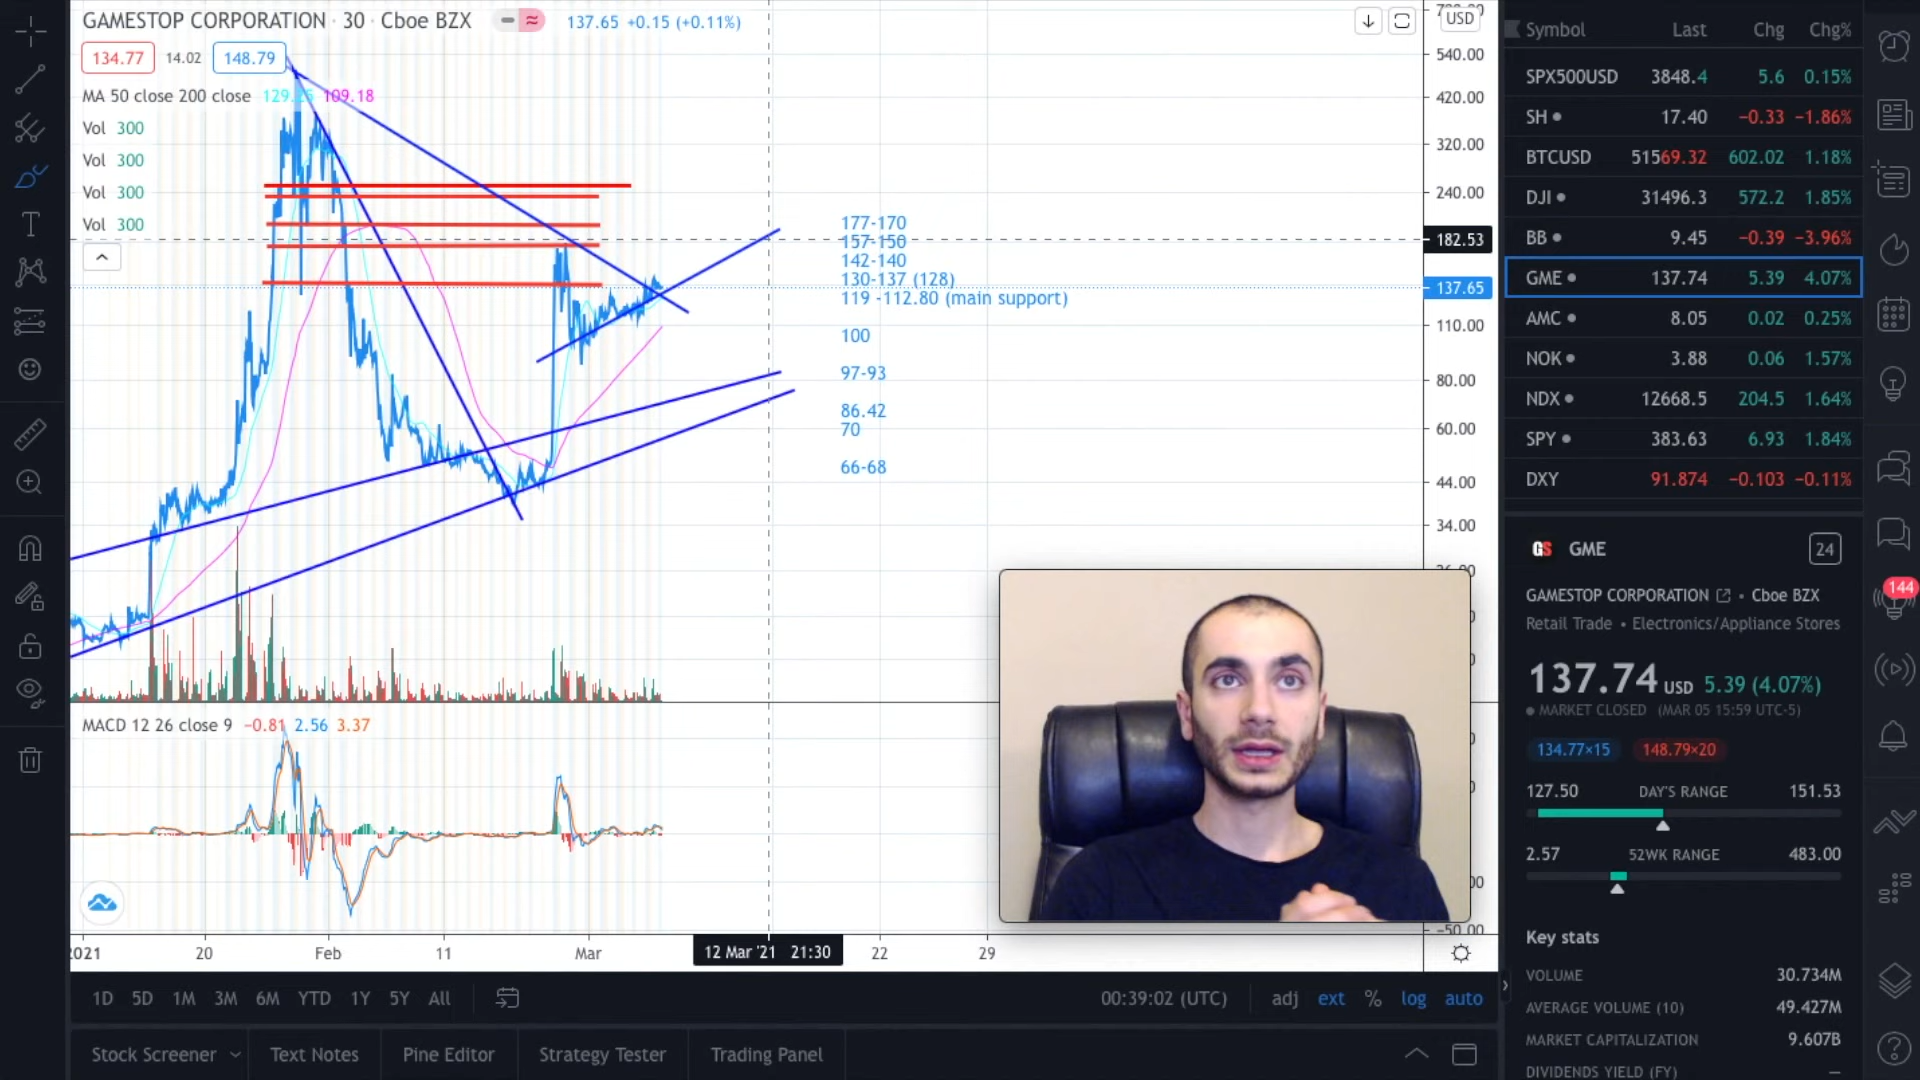 GAMESTOP CORPORATION · 30 · Cboe BZX 137.65 +0.15 (+0.11%)
134.77 14.02 148.79
MA 50 close 200 close 109.18
Vol 300
Vol 300
Vol 300
Vol 300
USD
540.00
420.00
320.00
240.00
182.53
137.65
110.00
80.00
60.00
44.00
34.00
177-170
157-150
142-140
130-137 (128)
119 -112.80 (main support)
100
97-93
86.42
70
66-68
MACD 12 26 close 9 −0.81 2.56 3.37
−50.00
2021 20 Feb 11 Mar 12 Mar '21 21:30 22 29
1D 5D 1M 3M 6M YTD 1Y 5Y All 00:39:02 (UTC) adj ext % log auto
Stock Screener Text Notes Pine Editor Strategy Tester Trading Panel
Symbol Last Chg Chg%
SPX500USD 3848.4 5.6 0.15%
SH 17.40 −0.33 −1.86%
BTCUSD 51569.32 602.02 1.18%
DJI 31496.3 572.2 1.85%
BB 9.45 −0.39 −3.96%
GME 137.74 5.39 4.07%
AMC 8.05 0.02 0.25%
NOK 3.88 0.06 1.57%
NDX 12668.5 204.5 1.64%
SPY 383.63 6.93 1.84%
DXY 91.874 −0.103 −0.11%
GS GME 24
GAMESTOP CORPORATION • Cboe BZX
Retail Trade • Electronics/Appliance Stores
137.74 USD 5.39 (4.07%)
MARKET CLOSED (MAR 05 15:59 UTC-5)
134.77×15 148.79×20
127.50 DAY'S RANGE 151.53
2.57 52WK RANGE 483.00
Key stats
VOLUME 30.734M
AVERAGE VOLUME (10) 49.427M
MARKET CAPITALIZATION 9.607B
DIVIDENDS YIELD (FY) —
144